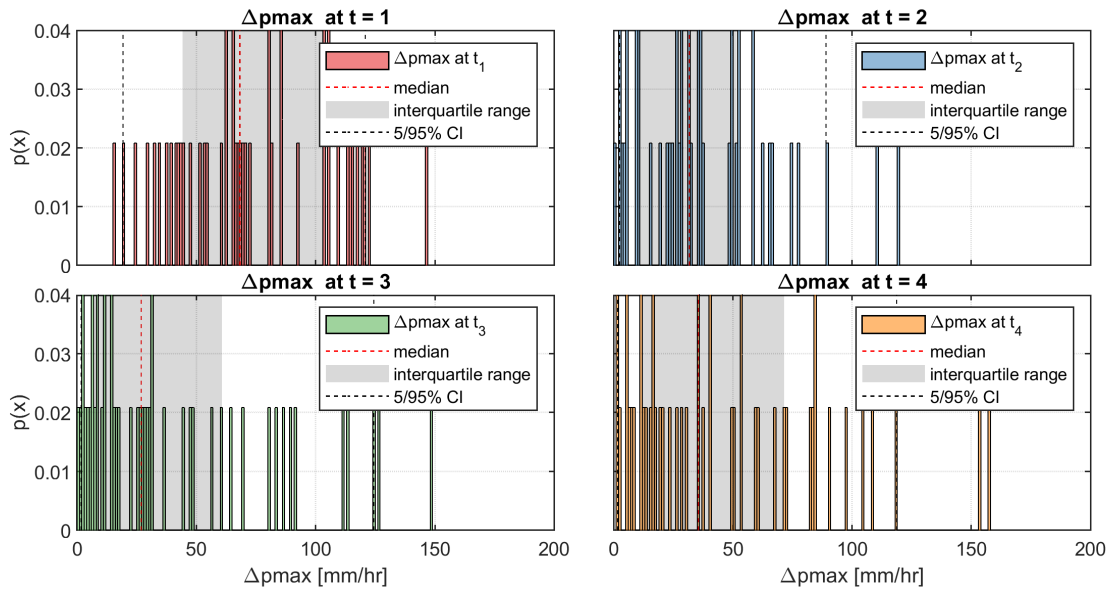 Δpmax at t = 1
Δpmax at t = 2
0.04
0.03
0.02
0.01
0
p(x)
Δpmax at t1
median
interquartile range
5/95% CI
Δpmax at t2
median
interquartile range
5/95% CI
Δpmax at t = 3
Δpmax at t = 4
0.04
0.03
0.02
0.01
0
p(x)
Δpmax at t3
median
interquartile range
5/95% CI
Δpmax at t4
median
interquartile range
5/95% CI
0 50 100 150 200
0 50 100 150 200
Δpmax [mm/hr]
Δpmax [mm/hr]